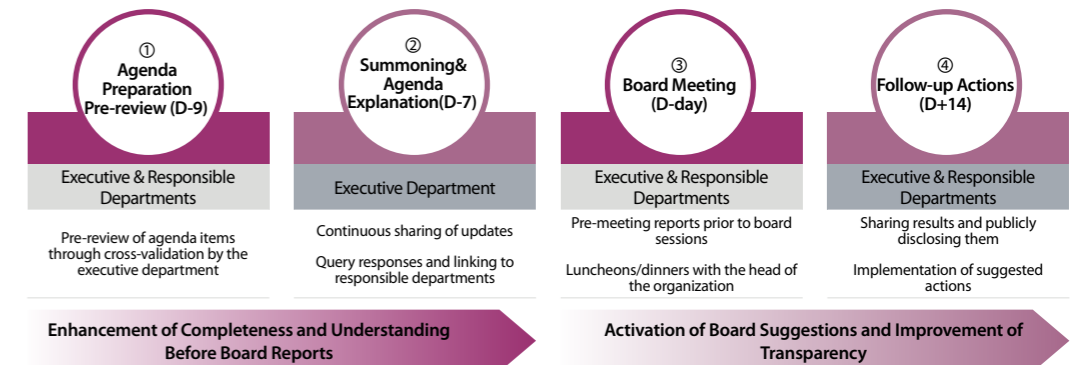 ①
Agenda
Preparation
Pre-review (D-9)
Executive & Responsible
Departments
Pre-review of agenda items
through cross-validation by the
executive department
②
Summoning&
Agenda
Explanation(D-7)
Executive Department
Continuous sharing of updates
Query responses and linking to
responsible departments
③
Board Meeting
(D-day)
Executive & Responsible
Departments
Pre-meeting reports prior to board
sessions
Luncheons/dinners with the head of
the organization
④
Follow-up Actions
(D+14)
Executive & Responsible
Departments
Sharing results and publicly
disclosing them
Implementation of suggested
actions
Enhancement of Completeness and Understanding
Before Board Reports
Activation of Board Suggestions and Improvement of
Transparency